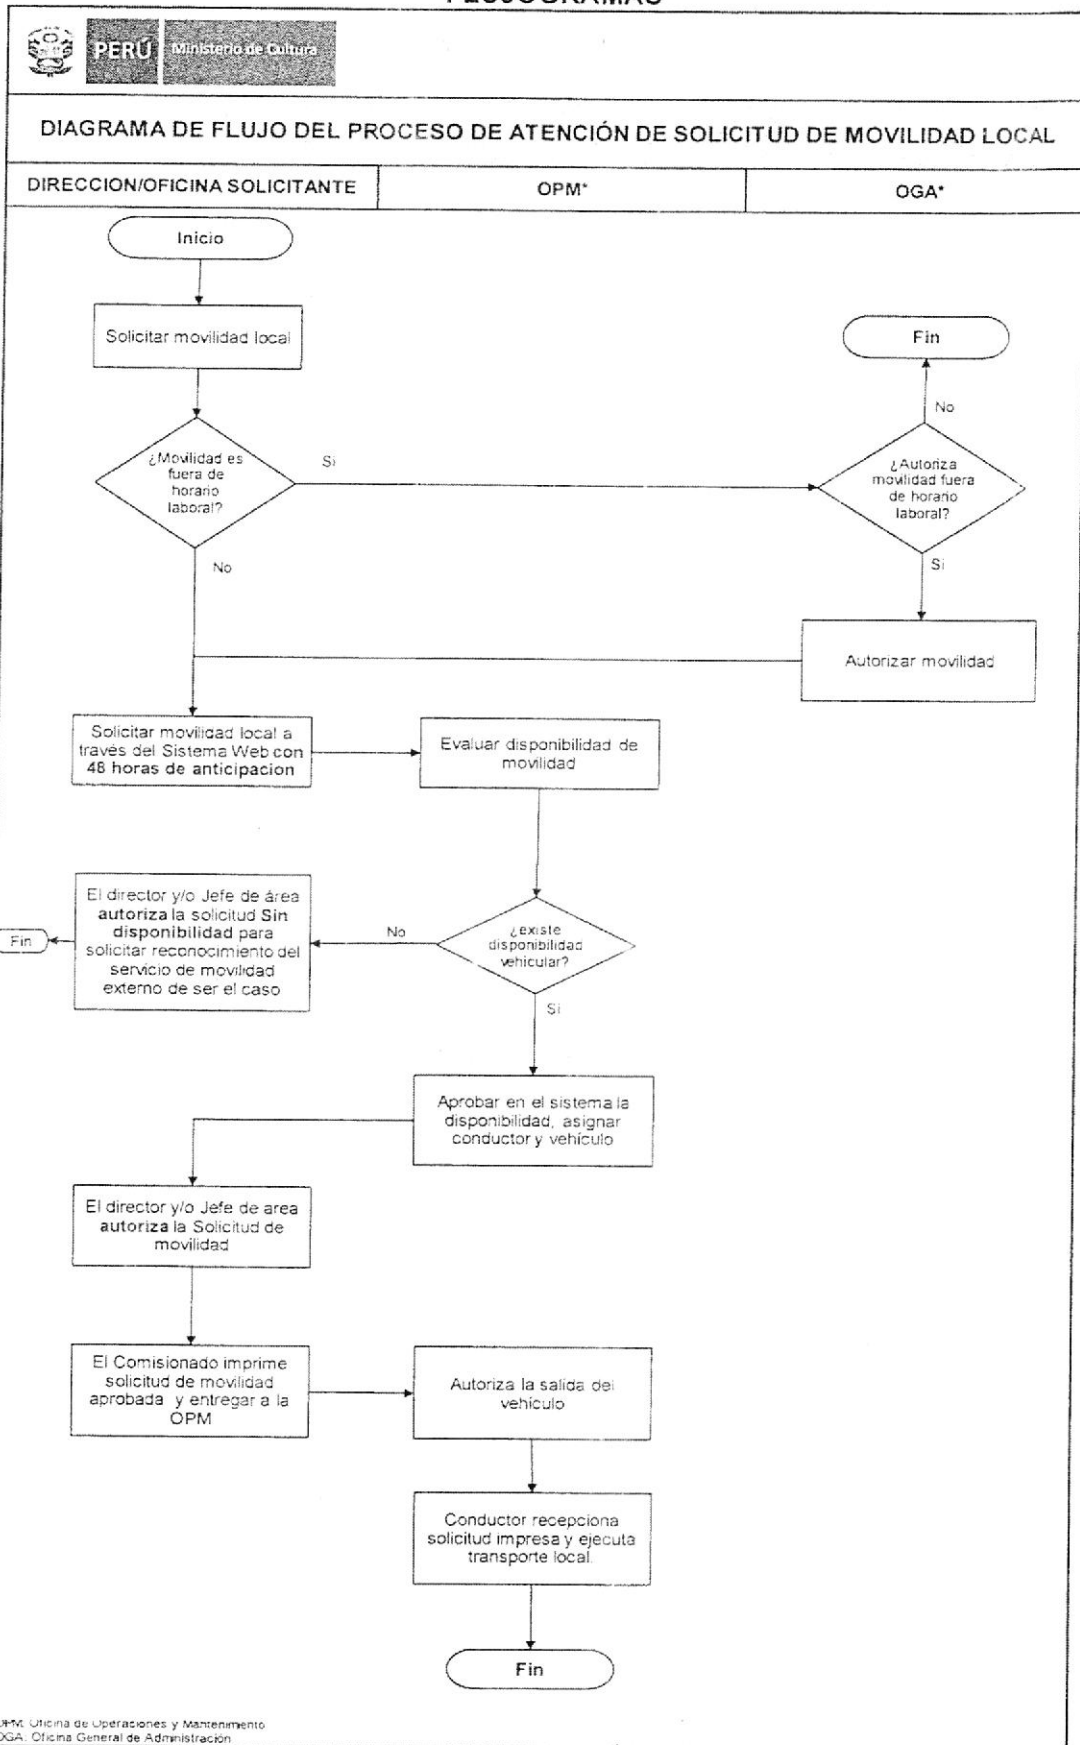 FLUJOGRAMAS
PERÚ
Ministerio de Cultura
DIAGRAMA DE FLUJO DEL PROCESO DE ATENCIÓN DE SOLICITUD DE MOVILIDAD LOCAL
DIRECCION/OFICINA SOLICITANTE
OPM*
OGA*
Inicio
Solicitar movilidad local
Fin
No
¿Movilidad es
fuera de
horario
laboral?
Si
¿Autoriza
movilidad fuera
de horario
laboral?
No
Si
Autorizar movilidad
Solicitar movilidad local a
través del Sistema Web con
48 horas de anticipacion
Evaluar disponibilidad de
movilidad
El director y/o Jefe de área
autoriza la solicitud Sin
disponibilidad para
solicitar reconocimiento del
servicio de movilidad
externo de ser el caso
Fin
No
¿existe
disponibilidad
vehicular?
Si
Aprobar en el sistema la
disponibilidad, asignar
conductor y vehículo
El director y/o Jefe de area
autoriza la Solicitud de
movilidad
El Comisionado imprime
solicitud de movilidad
aprobada y entregar a la
OPM
Autoriza la salida del
vehículo
Conductor recepciona
solicitud impresa y ejecuta
transporte local.
Fin
OPM: Oficina de Operaciones y Mantenimiento
OGA: Oficina General de Administración